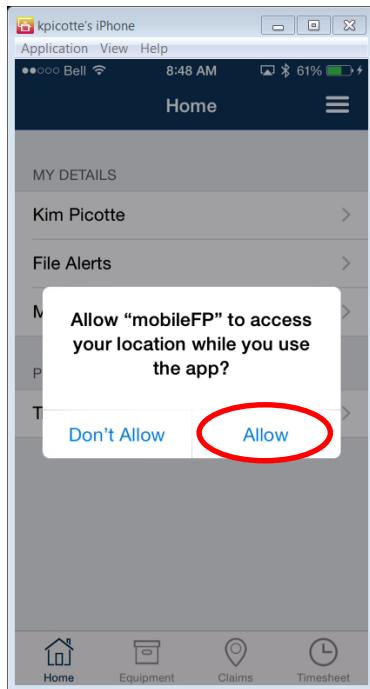 kpicotte's iPhone
Application View Help
Bell 8:48 AM 61%
Home
MY DETAILS
Kim Picotte
File Alerts
M
Allow “mobileFP” to access
your location while you use
the app?
P
T
Don't Allow Allow
Home Equipment Claims Timesheet